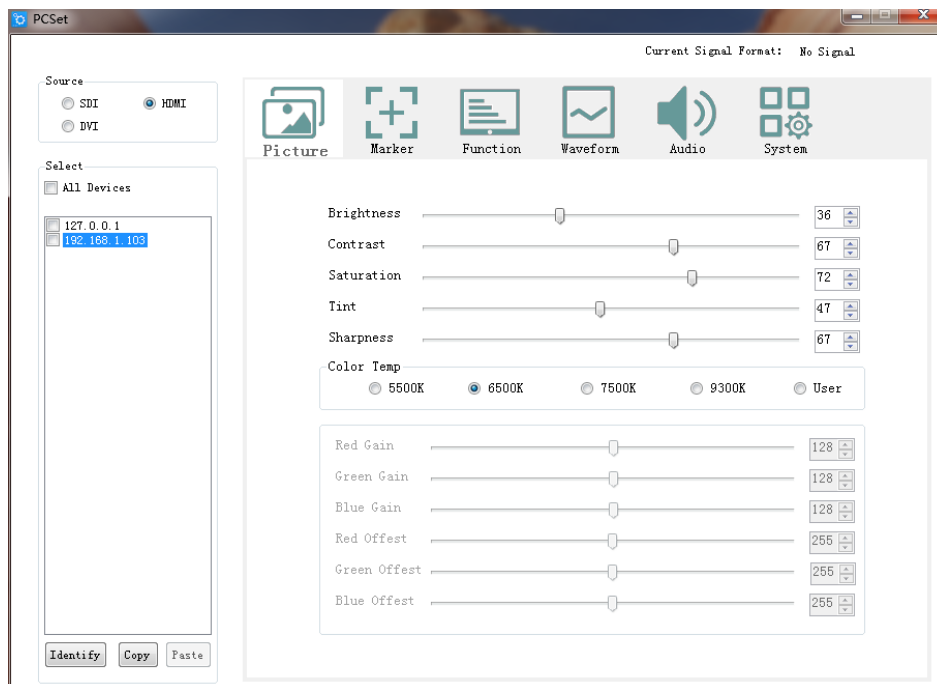 PCSet
Current Signal Format: No Signal
Source
SDI HDMI
DVI
Select
All Devices
127.0.0.1
192.168.1.103
Identify Copy Paste
Picture Marker Function Waveform Audio System
Brightness 36
Contrast 67
Saturation 72
Tint 47
Sharpness 67
Color Temp
5500K 6500K 7500K 9300K User
Red Gain 128
Green Gain 128
Blue Gain 128
Red Offest 255
Green Offest 255
Blue Offest 255